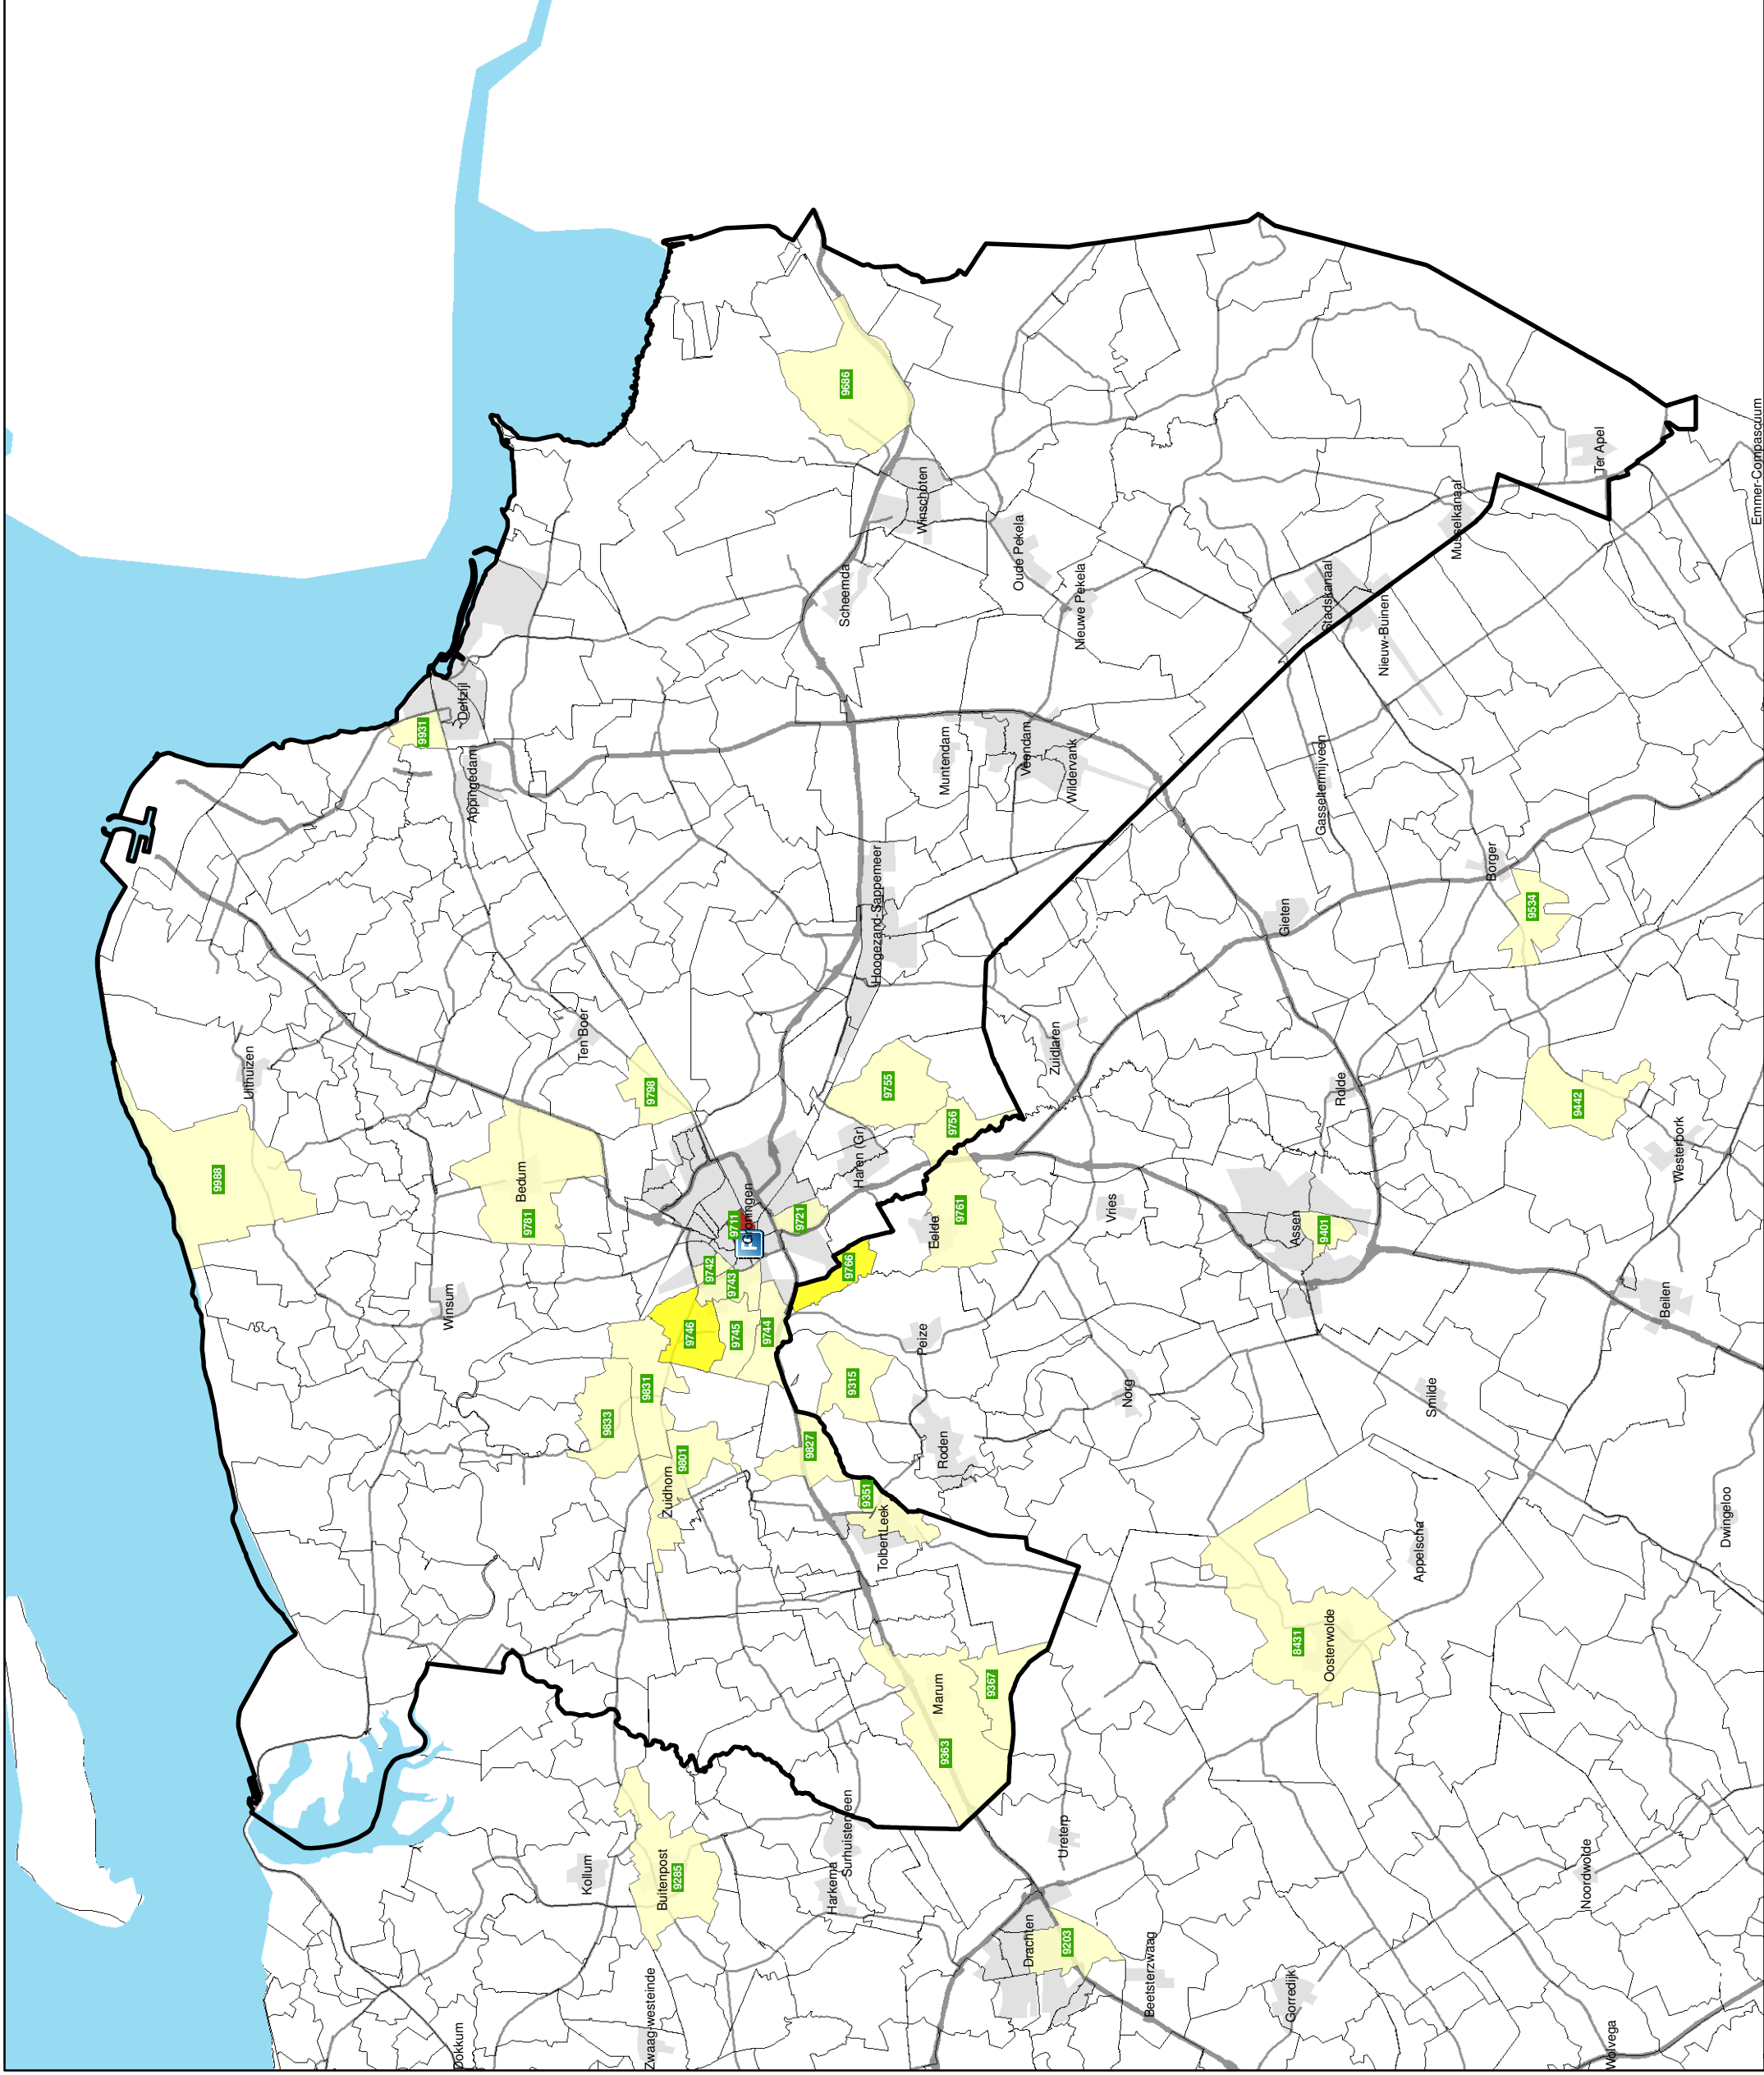 Dokkum
Zwaag-westeinde
Kollum
Buitenpost
9285
Harkema
Surhuisterveen
Drachten
9203
Beetsterzwaag
Ureterp
Gorredijk
Wolvega
Noordwolde
9363
Marum
9367
8431
Oosterwolde
Appelscha
Dwingeloo
Smilde
Tolbert
Leek
9351
Zuidhorn
9801
9827
9833
9831
9315
Roden
Norg
Peize
9746
9745
9744
9742
9743
9766
Winsum
9711
Groningen
P
9721
Eelde
9761
Vries
Assen
9401
Beilen
9988
Uithuizen
Bedum
9781
9798
Ten Boer
Haren (Gr)
9755
9756
Zuidlaren
Rolde
9442
Westerbork
Hoogezand-Sappemeer
Gieten
Borger
9534
Gasselternijveen
Appingedam
9931
Delfzijl
Muntendam
Veendam
Wildervank
Scheemda
Winschoten
Oude Pekela
Nieuwe Pekela
Stadskanaal
Nieuw-Buinen
Musselkanaal
Ter Apel
Emmer-Compascuum
9686